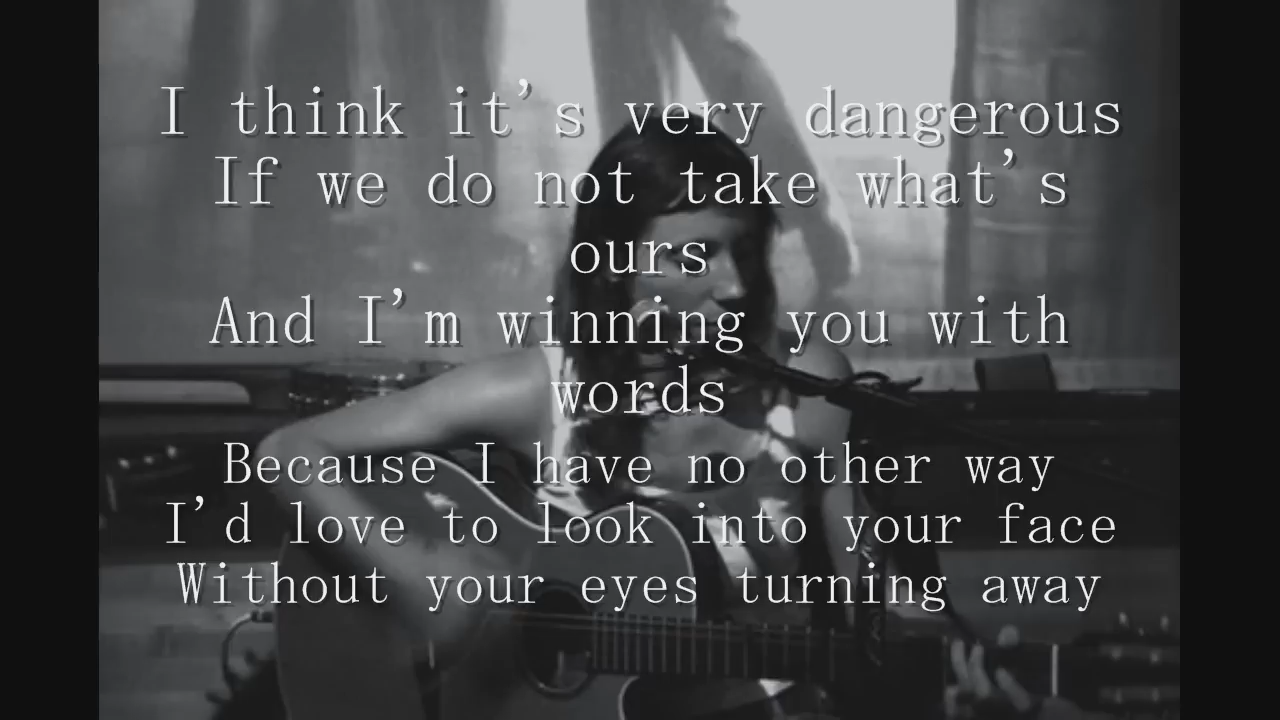 I think it's very dangerous
If we do not take what's
ours
And I'm winning you with
words
Because I have no other way
I'd love to look into your face
Without your eyes turning away